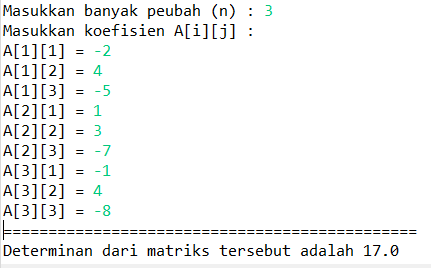 Masukkan banyak peubah (n) : 3
Masukkan koefisien A[i][j] :
A[1][1] = -2
A[1][2] = 4
A[1][3] = -5
A[2][1] = 1
A[2][2] = 3
A[2][3] = -7
A[3][1] = -1
A[3][2] = 4
A[3][3] = -8
===============================================
Determinan dari matriks tersebut adalah 17.0